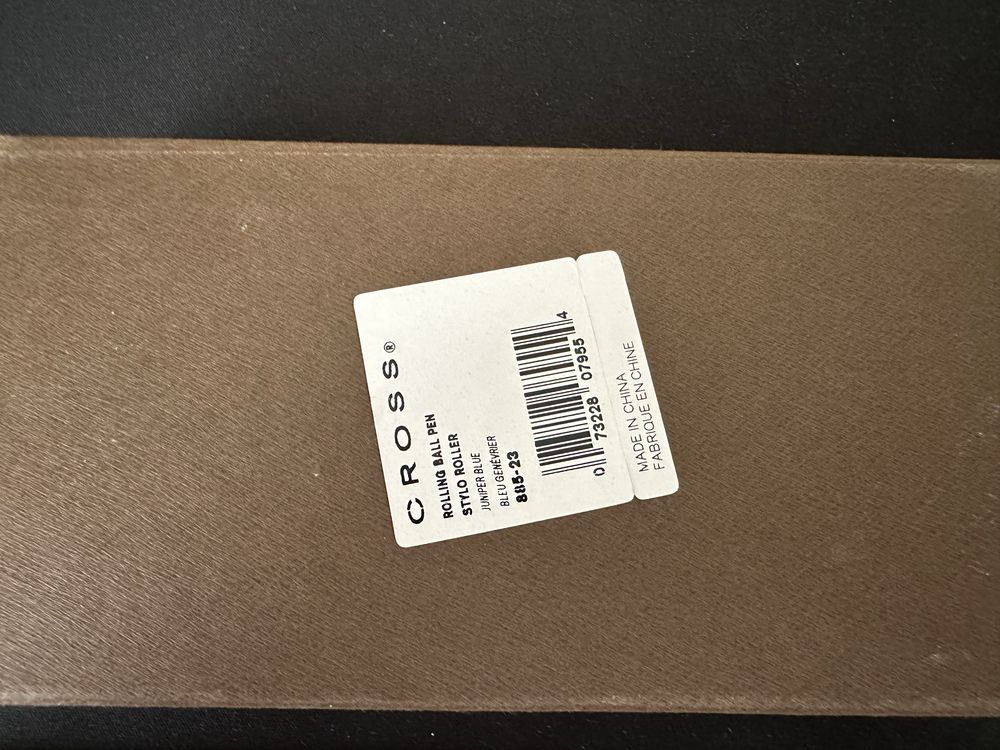 CROSS®
ROLLING BALL PEN
STYLO ROLLER
JUNIPER BLUE
BLEU GENÉVRIER
885-23
0 73228 07955 4
MADE IN CHINA
FABRIQUE EN CHINE